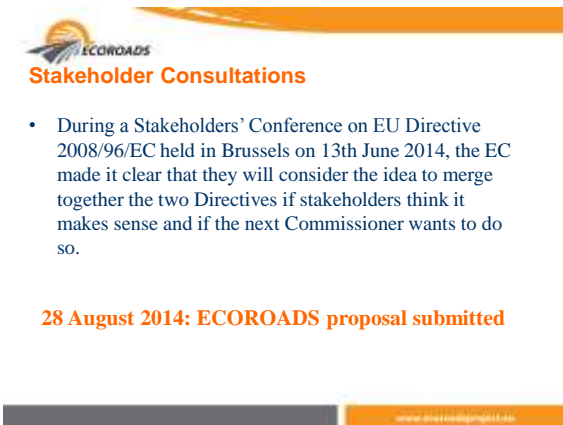 ECOROADS
Stakeholder Consultations
• During a Stakeholders' Conference on EU Directive
2008/96/EC held in Brussels on 13th June 2014, the EC
made it clear that they will consider the idea to merge
together the two Directives if stakeholders think it
makes sense and if the next Commissioner wants to do
so.
28 August 2014: ECOROADS proposal submitted
www.ecoroadsproject.eu